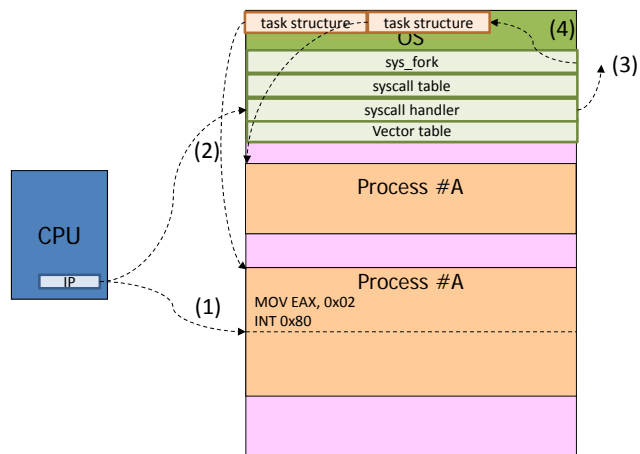 task structure task structure (4)
OS
sys_fork
(3)
syscall table
syscall handler
Vector table
(2)
Process #A
CPU
Process #A
IP
MOV EAX, 0x02
(1)
INT 0x80